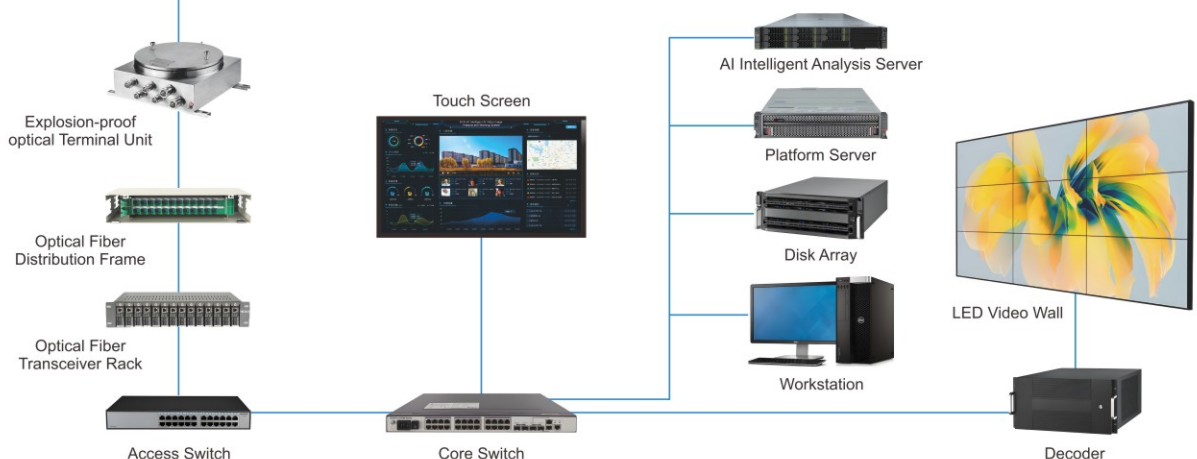 Explosion-proof
optical Terminal Unit
Optical Fiber
Distribution Frame
Optical Fiber
Transceiver Rack
Access Switch
Touch Screen
Core Switch
AI Intelligent Analysis Server
Platform Server
Disk Array
Workstation
LED Video Wall
Decoder